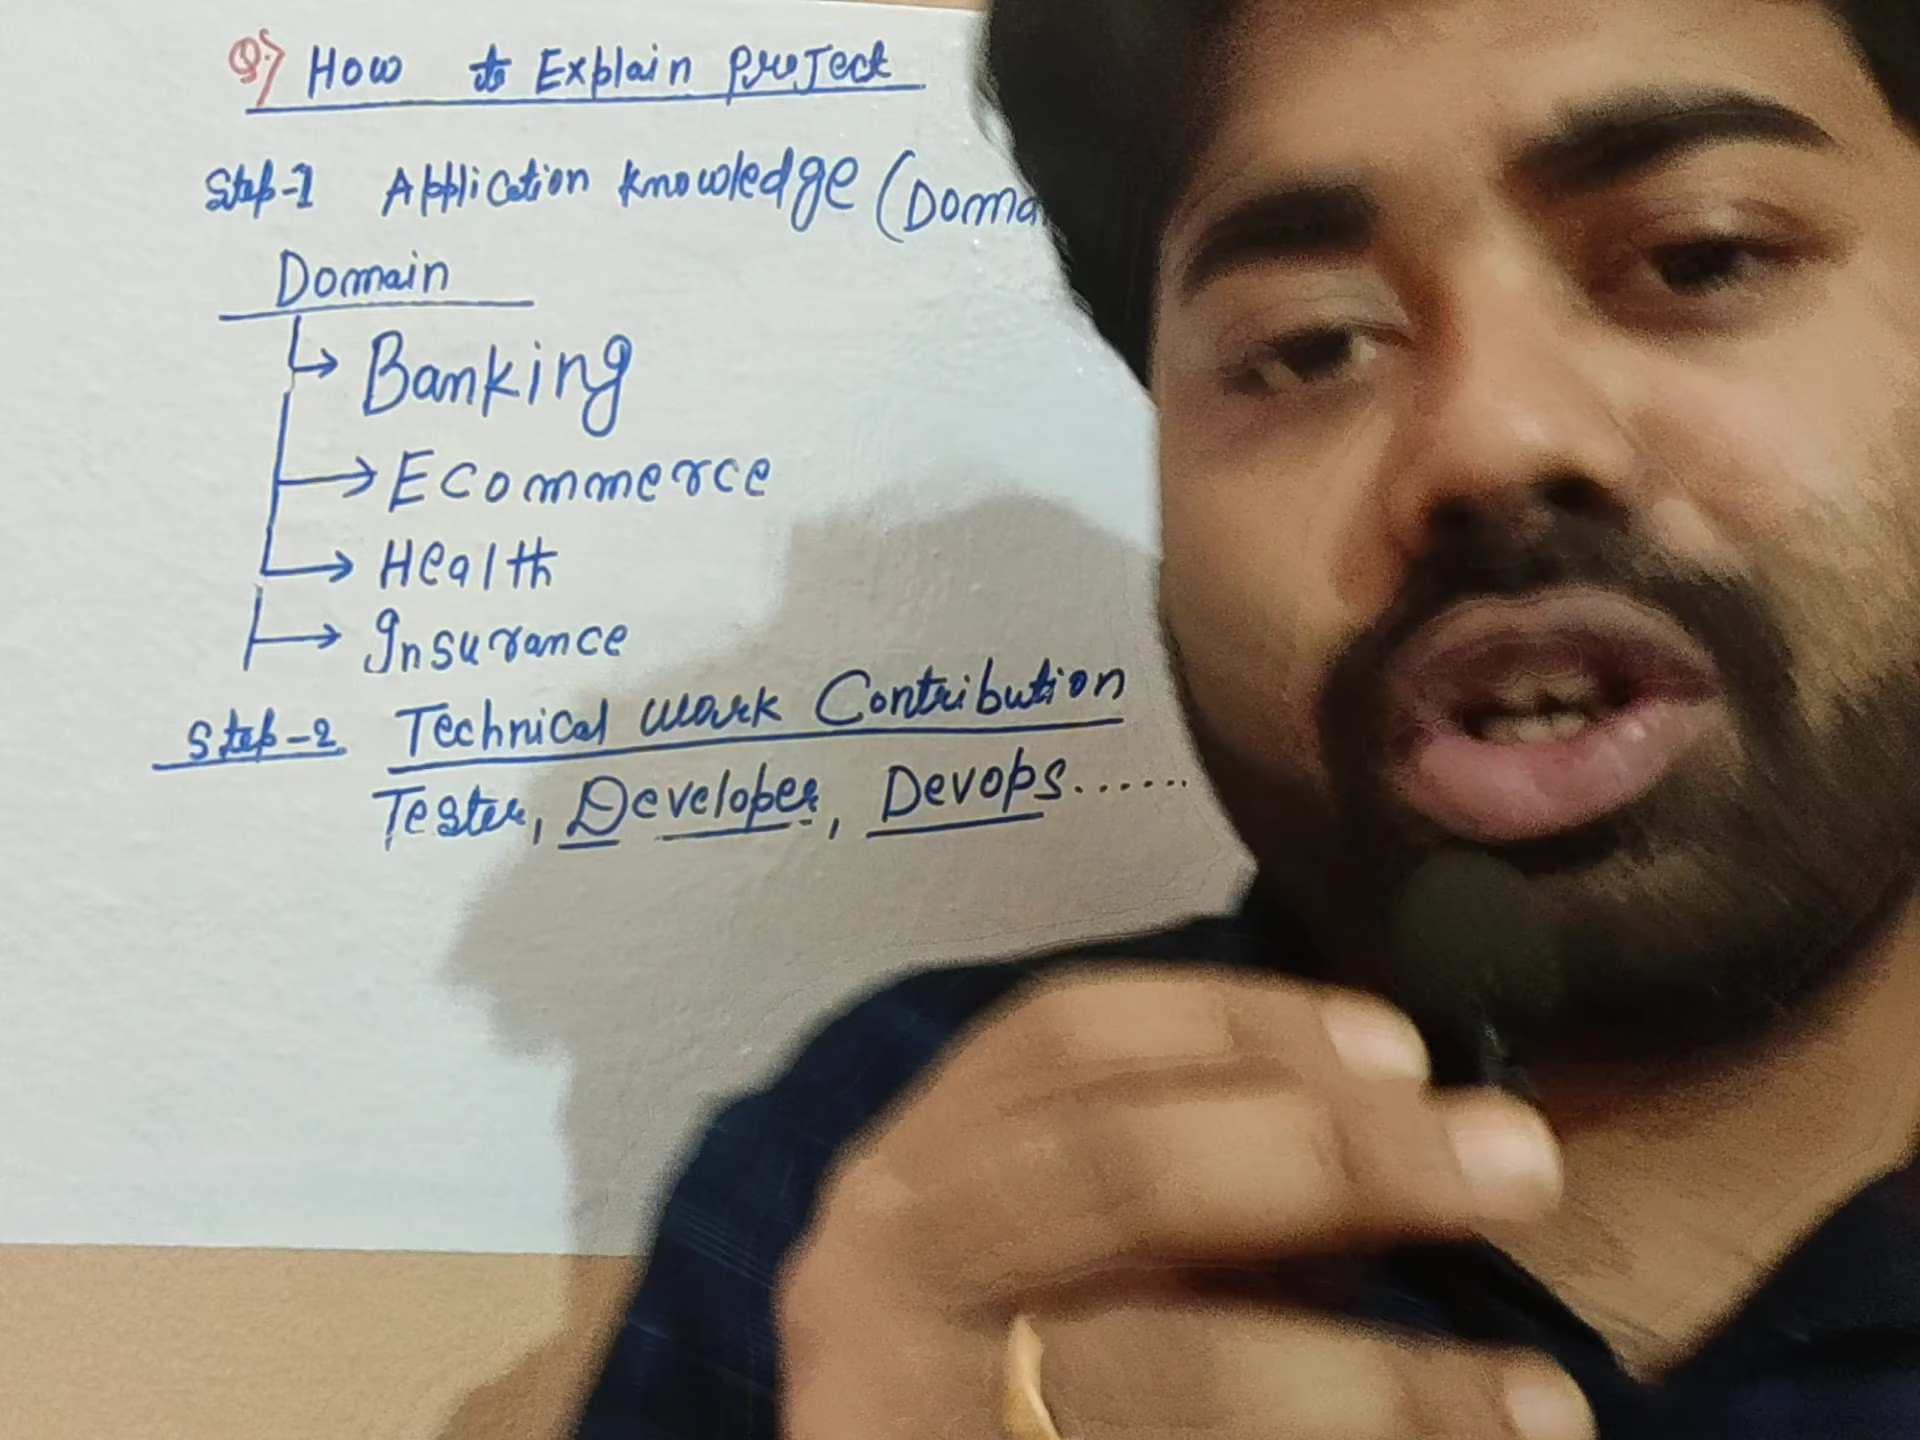 Q.) How to Explain project
Step-1 Application knowledge (Doma
Domain
Banking
Ecommerce
Health
Insurance
Step-2 Technical work Contribution
Tester, Developer, Devops.......